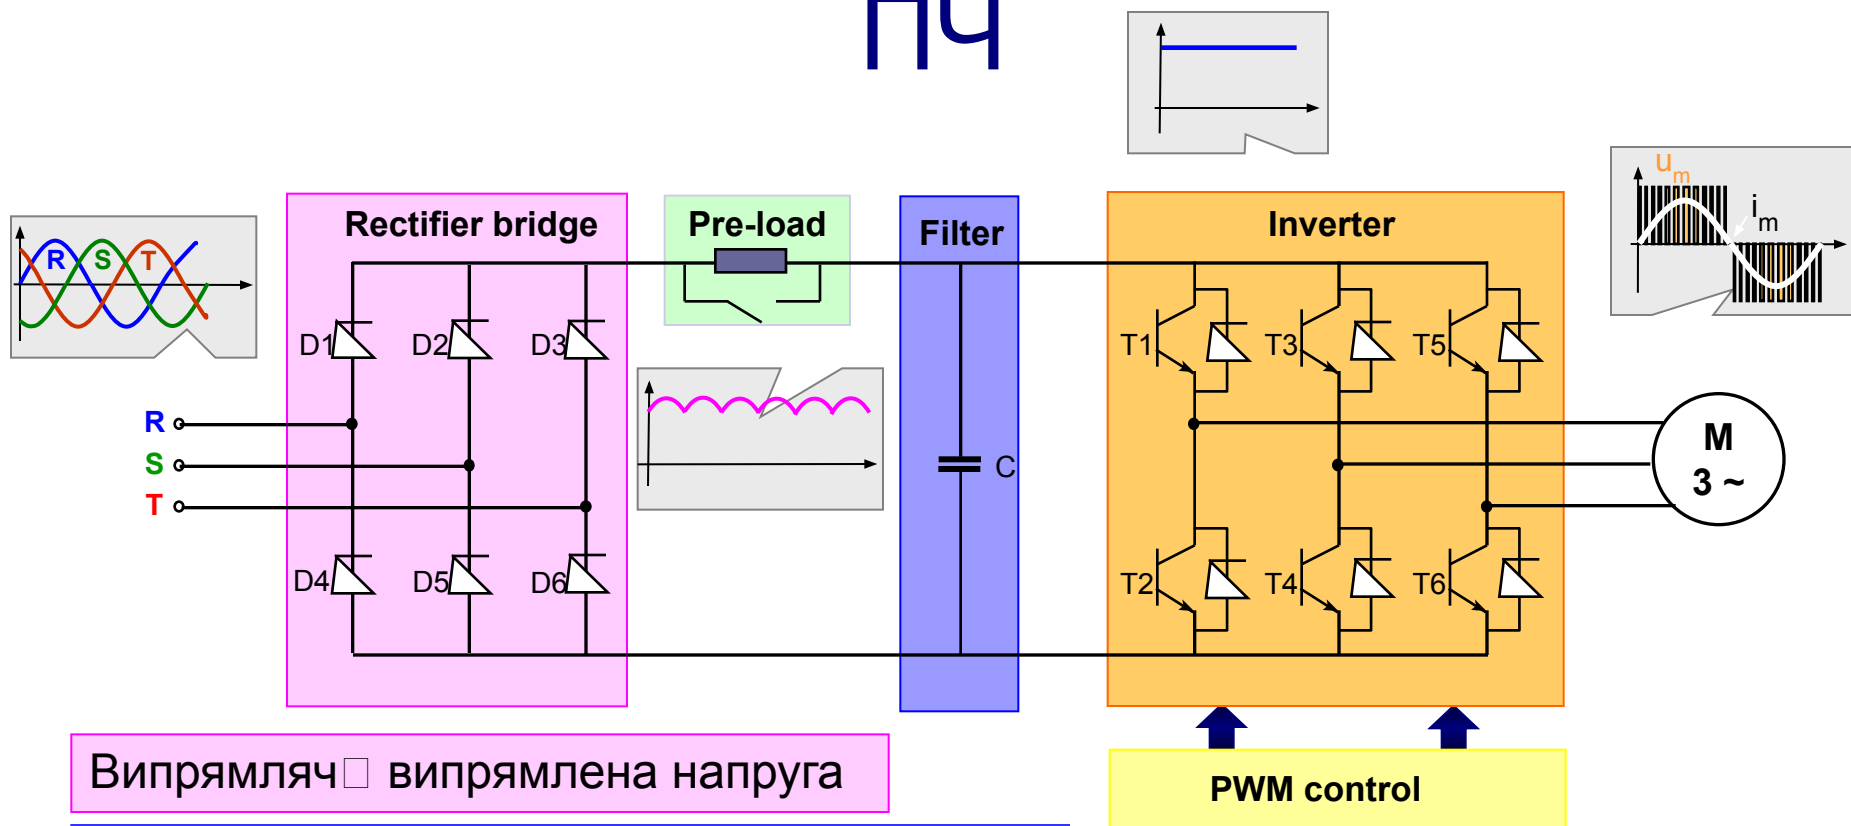 ПЧ
u m
i m
R S T
Rectifier bridge
Pre-load
Filter
Inverter
D1 D2 D3
T1 T3 T5
R
S
T
M
3 ~
C
D4 D5 D6
T2 T4 T6
Випрямляч□ випрямлена напруга
PWM control